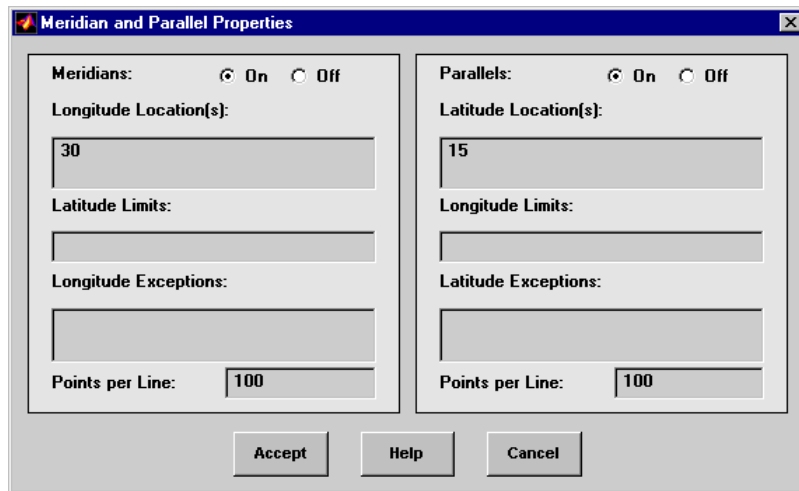 Meridian and Parallel Properties
Meridians: On Off
Longitude Location(s):
30
Latitude Limits:
Longitude Exceptions:
Points per Line: 100
Parallels: On Off
Latitude Location(s):
15
Longitude Limits:
Latitude Exceptions:
Points per Line: 100
Accept Help Cancel